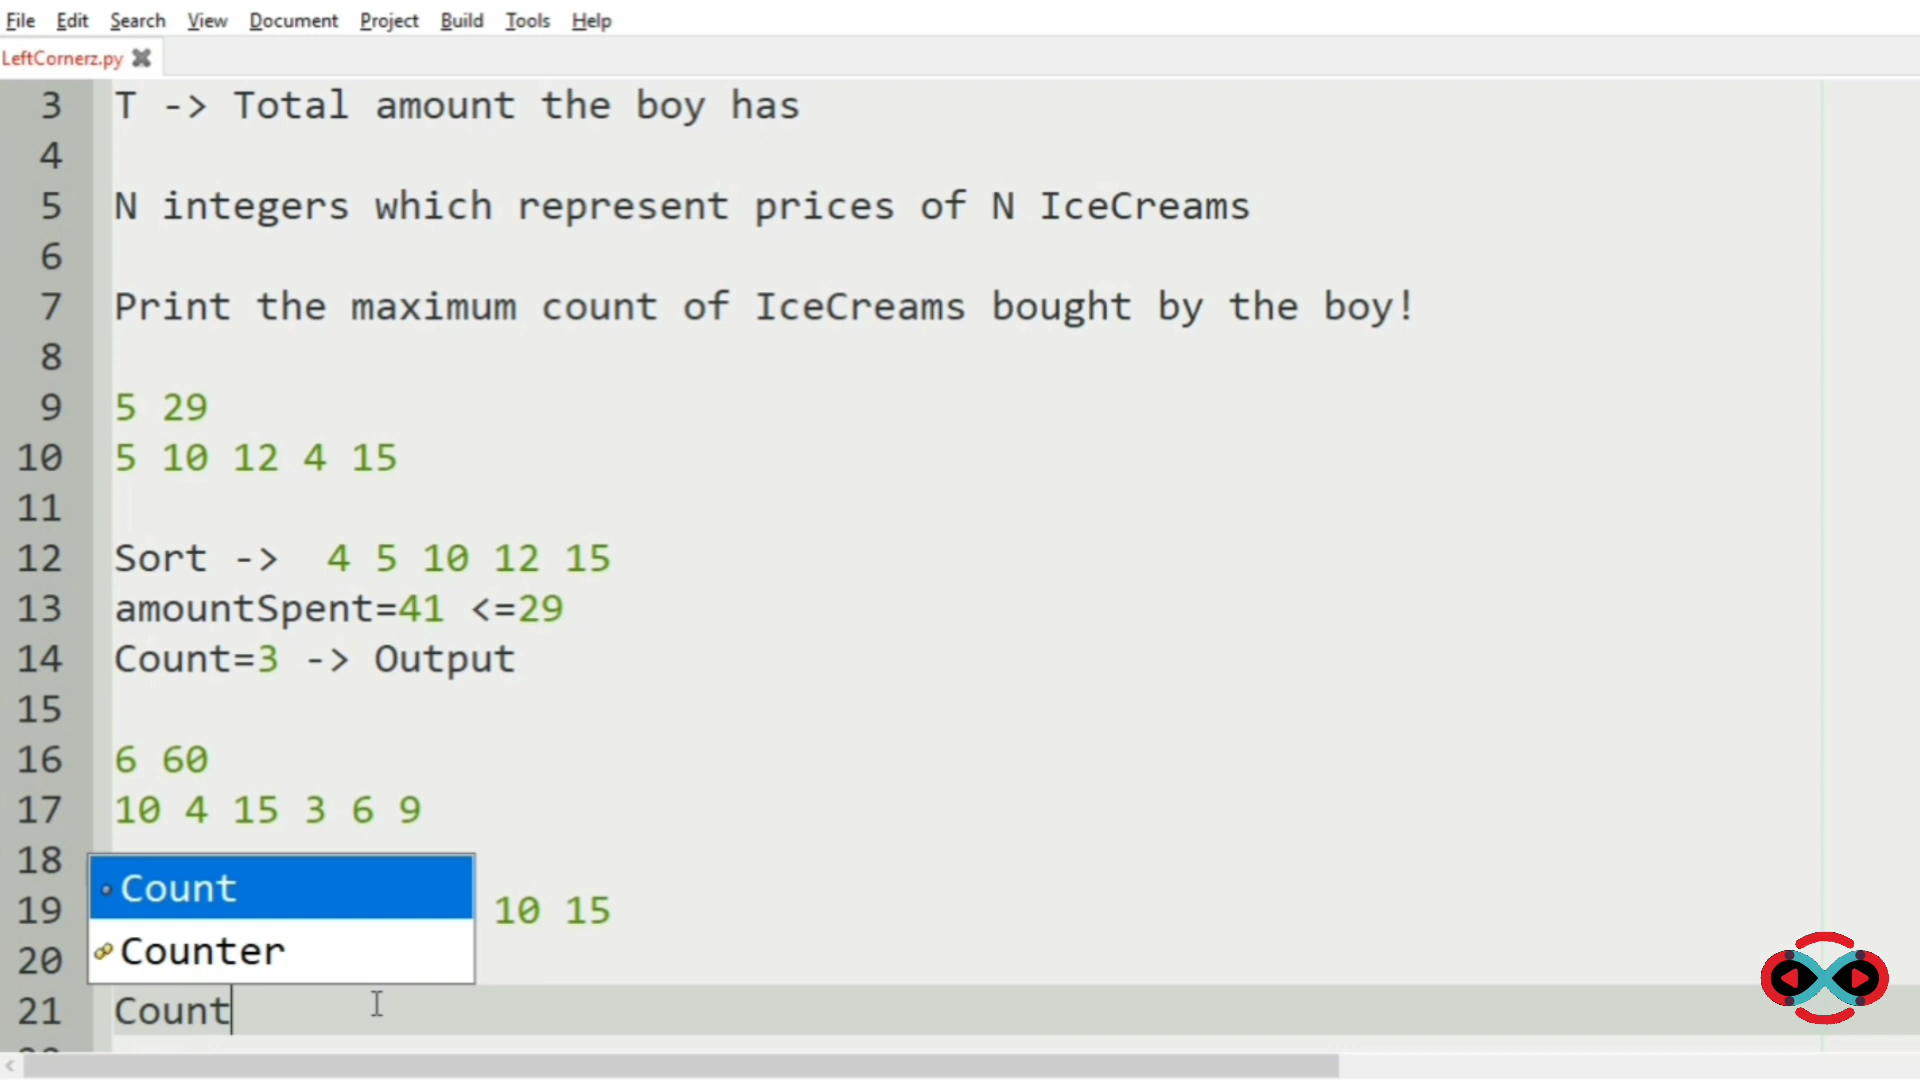 File Edit Search View Document Project Build Tools Help
LeftCornerz.py
3 T -> Total amount the boy has
4
5 N integers which represent prices of N IceCreams
6
7 Print the maximum count of IceCreams bought by the boy!
8
9 5 29
10 5 10 12 4 15
11
12 Sort -> 4 5 10 12 15
13 amountSpent=41 <=29
14 Count=3 -> Output
15
16 6 60
17 10 4 15 3 6 9
18
Count
19 10 15
Counter
20
21 Count